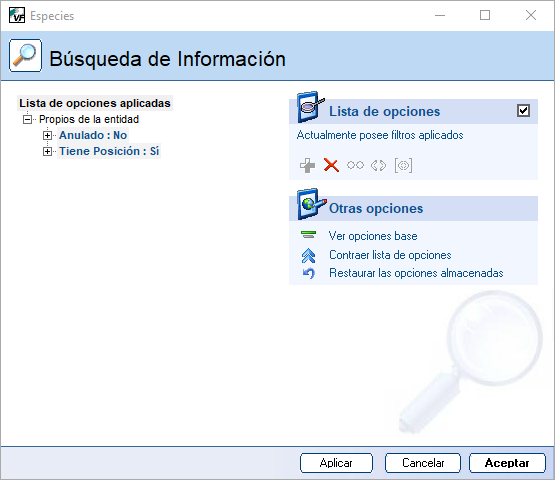 VF Especies
Búsqueda de Información
Lista de opciones aplicadas
Propios de la entidad
Anulado : No
Tiene Posición : Sí
Lista de opciones
Actualmente posee filtros aplicados
Otras opciones
Ver opciones base
Contraer lista de opciones
Restaurar las opciones almacenadas
Aplicar
Cancelar
Aceptar